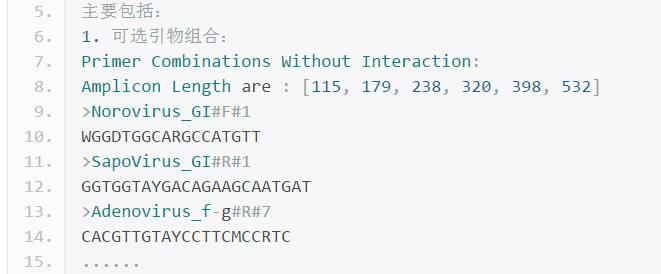 5. 主要包括:
6. 1. 可选引物组合:
7. Primer Combinations Without Interaction:
8. Amplicon Length are : [115, 179, 238, 320, 398, 532]
9. >Norovirus_GI#F#1
10. WGGDTGGCARGCCATGTT
11. >SapoVirus_GI#R#1
12. GGTGGTAYGACAGAAGCAATGAT
13. >Adenovirus_f-g#R#7
14. CACGTTGTAYCCTTCMCCRTC
15. ......